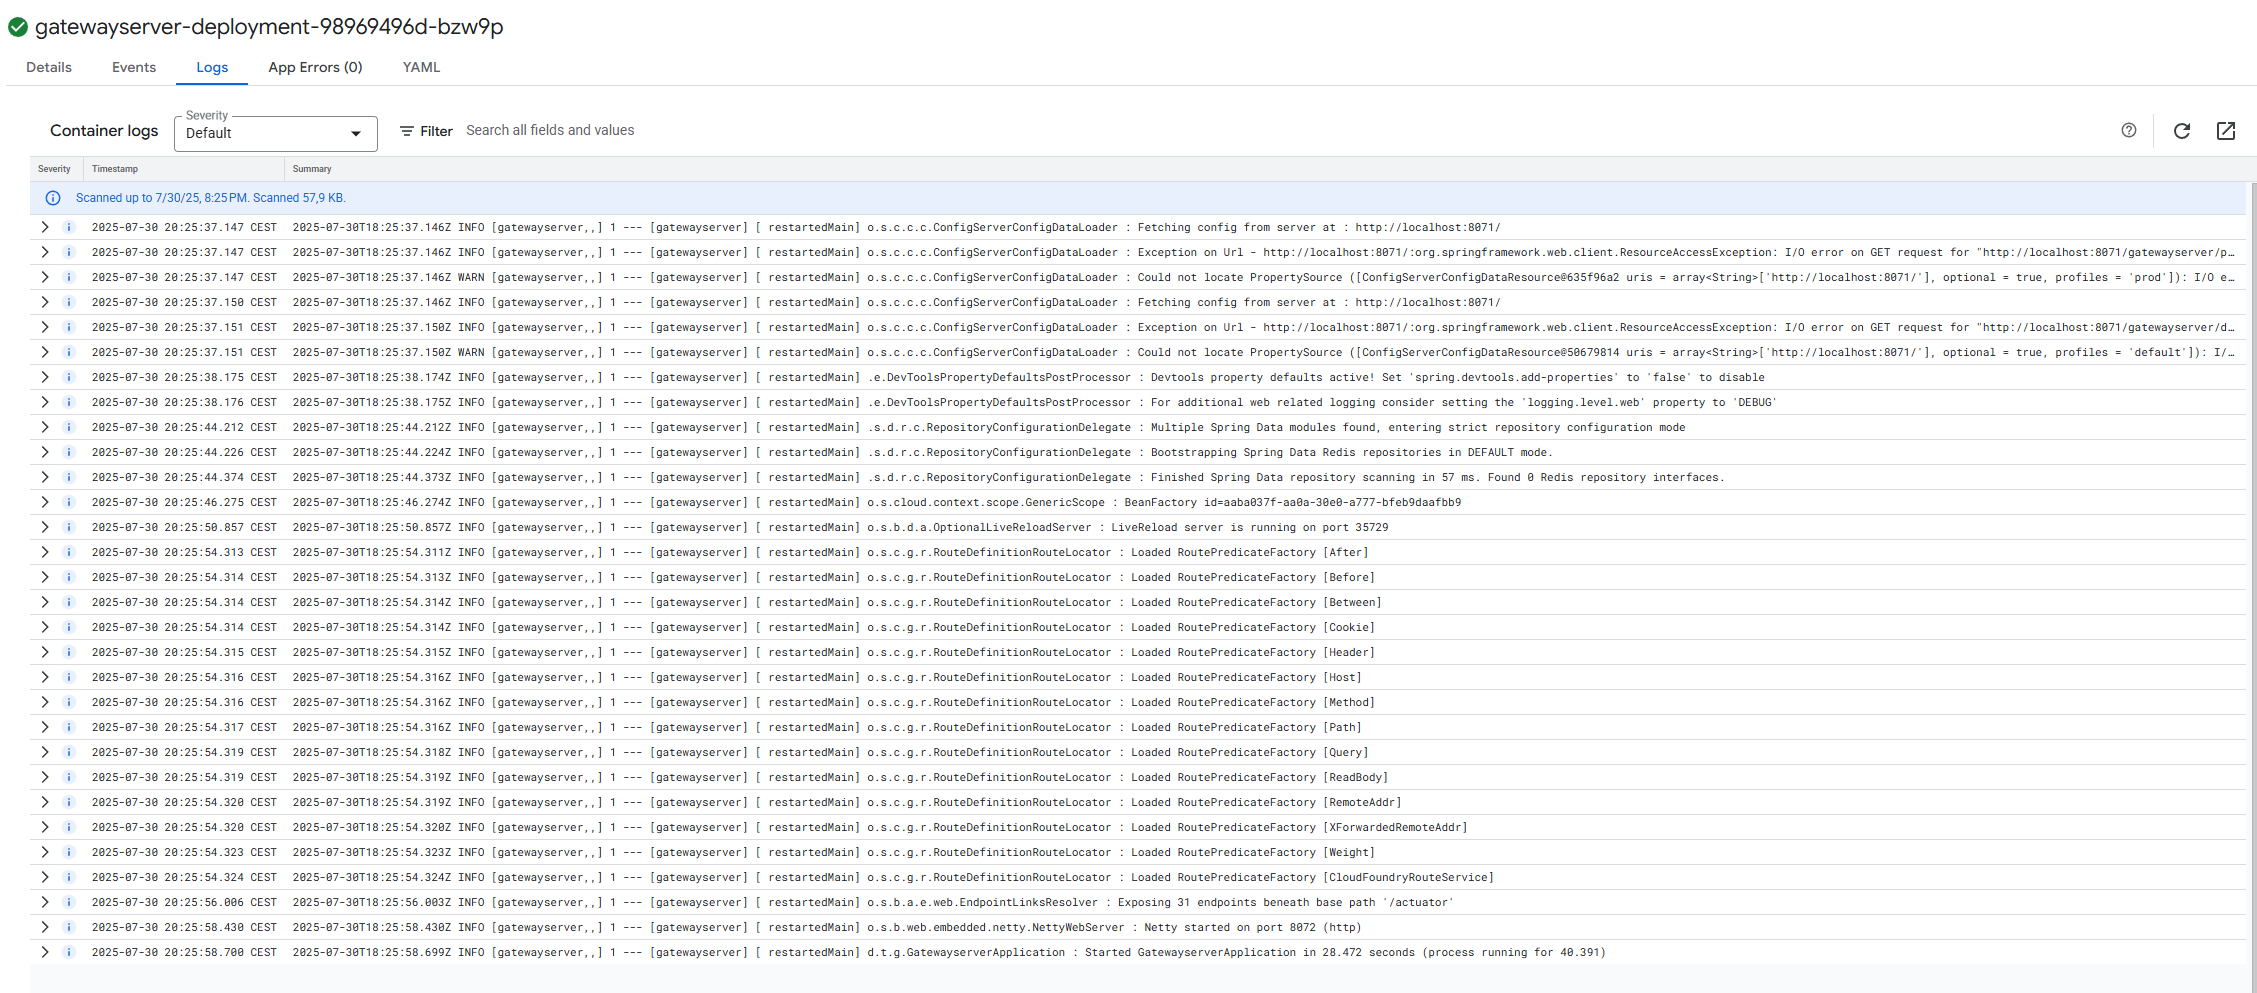 gatewayserver-deployment-98969496d-bzw9p
Details Events Logs App Errors (0) YAML
Container logs Severity Default Filter Search all fields and values
Severity Timestamp Summary
Scanned up to 7/30/25, 8:25 PM. Scanned 57,9 KB.
2025-07-30 20:25:37.147 CEST 2025-07-30T18:25:37.146Z INFO [gatewayserver,,] 1 --- [gatewayserver] [ restartedMain] o.s.c.c.c.ConfigServerConfigDataLoader : Fetching config from server at : http://localhost:8071/
2025-07-30 20:25:37.147 CEST 2025-07-30T18:25:37.146Z INFO [gatewayserver,,] 1 --- [gatewayserver] [ restartedMain] o.s.c.c.c.ConfigServerConfigDataLoader : Exception on Url - http://localhost:8071/:org.springframework.web.client.ResourceAccessException: I/O error on GET request for "http://localhost:8071/gatewayserver/p…
2025-07-30 20:25:37.147 CEST 2025-07-30T18:25:37.146Z WARN [gatewayserver,,] 1 --- [gatewayserver] [ restartedMain] o.s.c.c.c.ConfigServerConfigDataLoader : Could not locate PropertySource ([ConfigServerConfigDataResource@635f96a2 uris = array<String>['http://localhost:8071/'], optional = true, profiles = 'prod']): I/O e…
2025-07-30 20:25:37.150 CEST 2025-07-30T18:25:37.146Z INFO [gatewayserver,,] 1 --- [gatewayserver] [ restartedMain] o.s.c.c.c.ConfigServerConfigDataLoader : Fetching config from server at : http://localhost:8071/
2025-07-30 20:25:37.151 CEST 2025-07-30T18:25:37.150Z INFO [gatewayserver,,] 1 --- [gatewayserver] [ restartedMain] o.s.c.c.c.ConfigServerConfigDataLoader : Exception on Url - http://localhost:8071/:org.springframework.web.client.ResourceAccessException: I/O error on GET request for "http://localhost:8071/gatewayserver/d…
2025-07-30 20:25:37.151 CEST 2025-07-30T18:25:37.150Z WARN [gatewayserver,,] 1 --- [gatewayserver] [ restartedMain] o.s.c.c.c.ConfigServerConfigDataLoader : Could not locate PropertySource ([ConfigServerConfigDataResource@50679814 uris = array<String>['http://localhost:8071/'], optional = true, profiles = 'default']): I/…
2025-07-30 20:25:38.175 CEST 2025-07-30T18:25:38.174Z INFO [gatewayserver,,] 1 --- [gatewayserver] [ restartedMain] .e.DevToolsPropertyDefaultsPostProcessor : Devtools property defaults active! Set 'spring.devtools.add-properties' to 'false' to disable
2025-07-30 20:25:38.176 CEST 2025-07-30T18:25:38.175Z INFO [gatewayserver,,] 1 --- [gatewayserver] [ restartedMain] .e.DevToolsPropertyDefaultsPostProcessor : For additional web related logging consider setting the 'logging.level.web' property to 'DEBUG'
2025-07-30 20:25:44.212 CEST 2025-07-30T18:25:44.212Z INFO [gatewayserver,,] 1 --- [gatewayserver] [ restartedMain] .s.d.r.c.RepositoryConfigurationDelegate : Multiple Spring Data modules found, entering strict repository configuration mode
2025-07-30 20:25:44.226 CEST 2025-07-30T18:25:44.224Z INFO [gatewayserver,,] 1 --- [gatewayserver] [ restartedMain] .s.d.r.c.RepositoryConfigurationDelegate : Bootstrapping Spring Data Redis repositories in DEFAULT mode.
2025-07-30 20:25:44.374 CEST 2025-07-30T18:25:44.373Z INFO [gatewayserver,,] 1 --- [gatewayserver] [ restartedMain] .s.d.r.c.RepositoryConfigurationDelegate : Finished Spring Data repository scanning in 57 ms. Found 0 Redis repository interfaces.
2025-07-30 20:25:46.275 CEST 2025-07-30T18:25:46.274Z INFO [gatewayserver,,] 1 --- [gatewayserver] [ restartedMain] o.s.cloud.context.scope.GenericScope : BeanFactory id=aaba037f-aa0a-30e0-a777-bfeb9daafbb9
2025-07-30 20:25:50.857 CEST 2025-07-30T18:25:50.857Z INFO [gatewayserver,,] 1 --- [gatewayserver] [ restartedMain] o.s.b.d.a.OptionalLiveReloadServer : LiveReload server is running on port 35729
2025-07-30 20:25:54.313 CEST 2025-07-30T18:25:54.311Z INFO [gatewayserver,,] 1 --- [gatewayserver] [ restartedMain] o.s.c.g.r.RouteDefinitionRouteLocator : Loaded RoutePredicateFactory [After]
2025-07-30 20:25:54.314 CEST 2025-07-30T18:25:54.313Z INFO [gatewayserver,,] 1 --- [gatewayserver] [ restartedMain] o.s.c.g.r.RouteDefinitionRouteLocator : Loaded RoutePredicateFactory [Before]
2025-07-30 20:25:54.314 CEST 2025-07-30T18:25:54.314Z INFO [gatewayserver,,] 1 --- [gatewayserver] [ restartedMain] o.s.c.g.r.RouteDefinitionRouteLocator : Loaded RoutePredicateFactory [Between]
2025-07-30 20:25:54.314 CEST 2025-07-30T18:25:54.314Z INFO [gatewayserver,,] 1 --- [gatewayserver] [ restartedMain] o.s.c.g.r.RouteDefinitionRouteLocator : Loaded RoutePredicateFactory [Cookie]
2025-07-30 20:25:54.315 CEST 2025-07-30T18:25:54.315Z INFO [gatewayserver,,] 1 --- [gatewayserver] [ restartedMain] o.s.c.g.r.RouteDefinitionRouteLocator : Loaded RoutePredicateFactory [Header]
2025-07-30 20:25:54.316 CEST 2025-07-30T18:25:54.316Z INFO [gatewayserver,,] 1 --- [gatewayserver] [ restartedMain] o.s.c.g.r.RouteDefinitionRouteLocator : Loaded RoutePredicateFactory [Host]
2025-07-30 20:25:54.316 CEST 2025-07-30T18:25:54.316Z INFO [gatewayserver,,] 1 --- [gatewayserver] [ restartedMain] o.s.c.g.r.RouteDefinitionRouteLocator : Loaded RoutePredicateFactory [Method]
2025-07-30 20:25:54.317 CEST 2025-07-30T18:25:54.316Z INFO [gatewayserver,,] 1 --- [gatewayserver] [ restartedMain] o.s.c.g.r.RouteDefinitionRouteLocator : Loaded RoutePredicateFactory [Path]
2025-07-30 20:25:54.319 CEST 2025-07-30T18:25:54.318Z INFO [gatewayserver,,] 1 --- [gatewayserver] [ restartedMain] o.s.c.g.r.RouteDefinitionRouteLocator : Loaded RoutePredicateFactory [Query]
2025-07-30 20:25:54.319 CEST 2025-07-30T18:25:54.319Z INFO [gatewayserver,,] 1 --- [gatewayserver] [ restartedMain] o.s.c.g.r.RouteDefinitionRouteLocator : Loaded RoutePredicateFactory [ReadBody]
2025-07-30 20:25:54.320 CEST 2025-07-30T18:25:54.319Z INFO [gatewayserver,,] 1 --- [gatewayserver] [ restartedMain] o.s.c.g.r.RouteDefinitionRouteLocator : Loaded RoutePredicateFactory [RemoteAddr]
2025-07-30 20:25:54.320 CEST 2025-07-30T18:25:54.320Z INFO [gatewayserver,,] 1 --- [gatewayserver] [ restartedMain] o.s.c.g.r.RouteDefinitionRouteLocator : Loaded RoutePredicateFactory [XForwardedRemoteAddr]
2025-07-30 20:25:54.323 CEST 2025-07-30T18:25:54.323Z INFO [gatewayserver,,] 1 --- [gatewayserver] [ restartedMain] o.s.c.g.r.RouteDefinitionRouteLocator : Loaded RoutePredicateFactory [Weight]
2025-07-30 20:25:54.324 CEST 2025-07-30T18:25:54.324Z INFO [gatewayserver,,] 1 --- [gatewayserver] [ restartedMain] o.s.c.g.r.RouteDefinitionRouteLocator : Loaded RoutePredicateFactory [CloudFoundryRouteService]
2025-07-30 20:25:56.006 CEST 2025-07-30T18:25:56.003Z INFO [gatewayserver,,] 1 --- [gatewayserver] [ restartedMain] o.s.b.a.e.web.EndpointLinksResolver : Exposing 31 endpoints beneath base path '/actuator'
2025-07-30 20:25:58.430 CEST 2025-07-30T18:25:58.430Z INFO [gatewayserver,,] 1 --- [gatewayserver] [ restartedMain] o.s.b.web.embedded.netty.NettyWebServer : Netty started on port 8072 (http)
2025-07-30 20:25:58.700 CEST 2025-07-30T18:25:58.699Z INFO [gatewayserver,,] 1 --- [gatewayserver] [ restartedMain] d.t.g.GatewayserverApplication : Started GatewayserverApplication in 28.472 seconds (process running for 40.391)